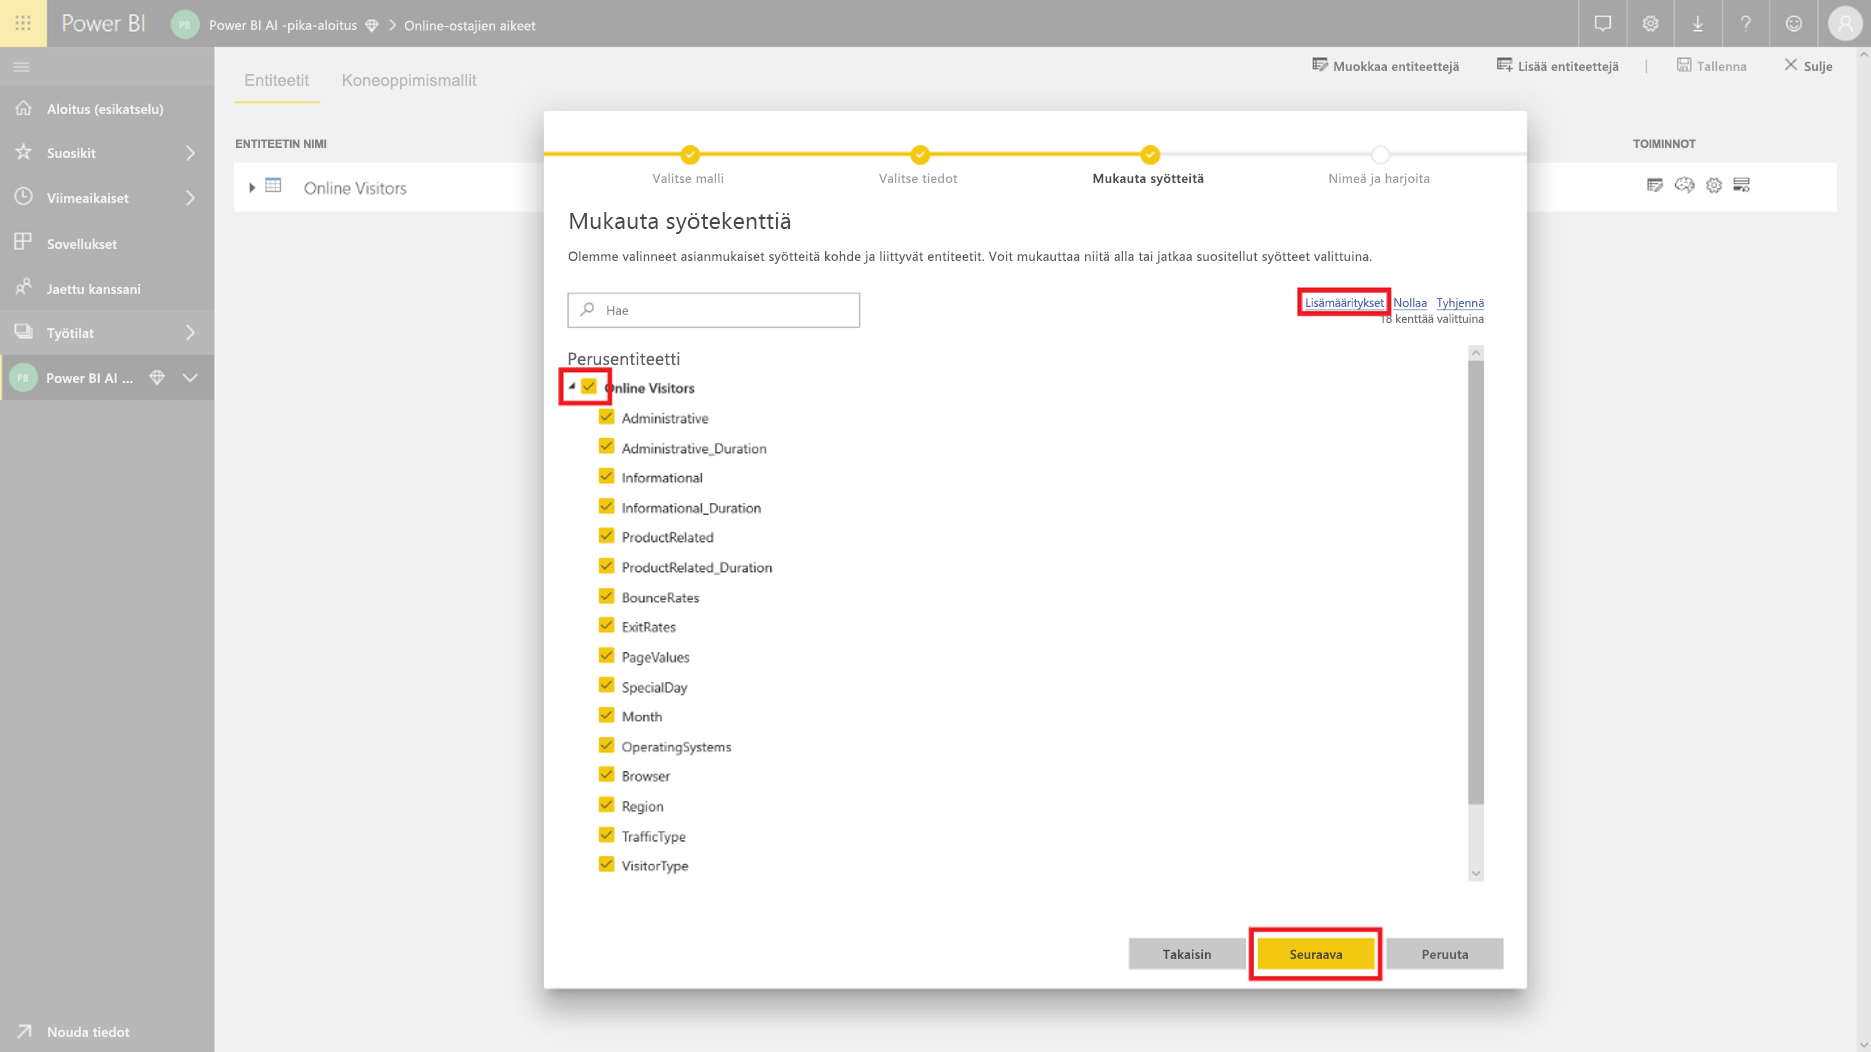 Power BI
PB
Power BI AI -pika-aloitus
Online-ostajien aikeet
?
Aloitus (esikatselu)
Suosikit
Viimeaikaiset
Sovellukset
Jaettu kanssani
Työtilat
PB
Power BI AI ...
Nouda tiedot
Entiteetit
Koneoppimismallit
Muokkaa entiteettejä
Lisää entiteettejä
Tallenna
Sulje
ENTITEETIN NIMI
TOIMINNOT
Online Visitors
Valitse malli
Valitse tiedot
Mukauta syötteitä
Nimeä ja harjoita
Mukauta syötekenttiä
Olemme valinneet asianmukaiset syötteitä kohde ja liittyvät entiteetit. Voit mukauttaa niitä alla tai jatkaa suositellut syötteet valittuina.
Hae
Lisämääritykset Nollaa Tyhjennä
18 kenttää valittuina
Perusentiteetti
Online Visitors
Administrative
Administrative_Duration
Informational
Informational_Duration
ProductRelated
ProductRelated_Duration
BounceRates
ExitRates
PageValues
SpecialDay
Month
OperatingSystems
Browser
Region
TrafficType
VisitorType
Takaisin
Seuraava
Peruuta